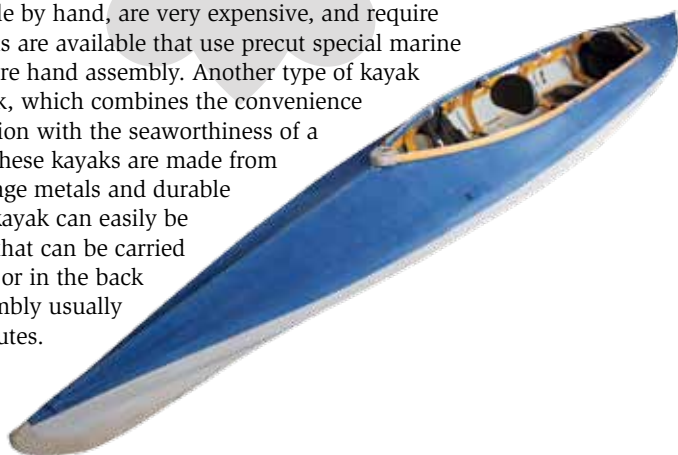 le by hand, are very expensive, and require
s are available that use precut special marine
re hand assembly. Another type of kayak
k, which combines the convenience
ion with the seaworthiness of a
hese kayaks are made from
ge metals and durable
kayak can easily be
that can be carried
or in the back
mbly usually
utes.